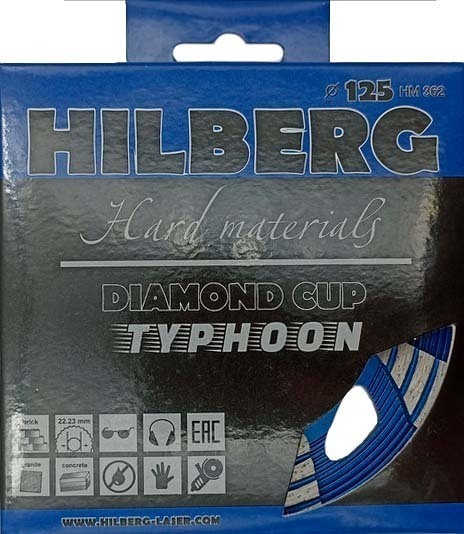 Ø 125 HM 362
HILBERG
Hard materials
DIAMOND CUP
TYPHOON
brick 22.23 mm
EAC
granite concrete
WWW.HILBERG-LASER.COM